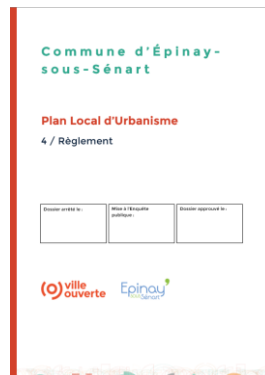 Commune d'Épinay-
sous-Sénart
Plan Local d'Urbanisme
4 / Règlement
Dossier arrêté le :
Mise à l'Enquête
publique :
Dossier approuvé le :
(o) ville
ouverte
Epinay
sous Sénart